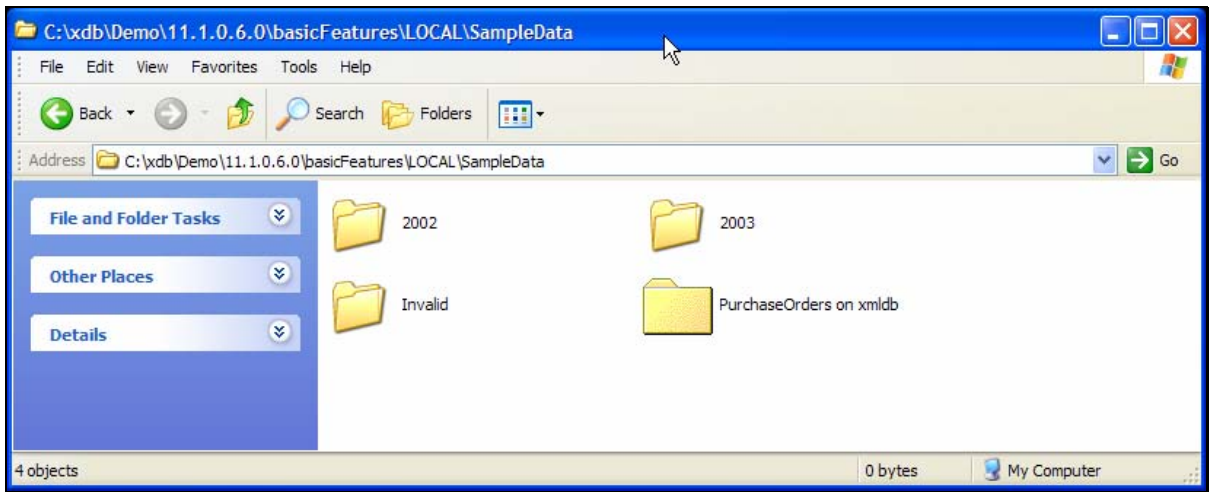 C:\xdb\Demo\11.1.0.6.0\basicFeatures\LOCAL\SampleData
File Edit View Favorites Tools Help
Back Search Folders
Address C:\xdb\Demo\11.1.0.6.0\basicFeatures\LOCAL\SampleData Go
File and Folder Tasks
2002 2003
Other Places
Invalid PurchaseOrders on xmldb
Details
4 objects 0 bytes My Computer